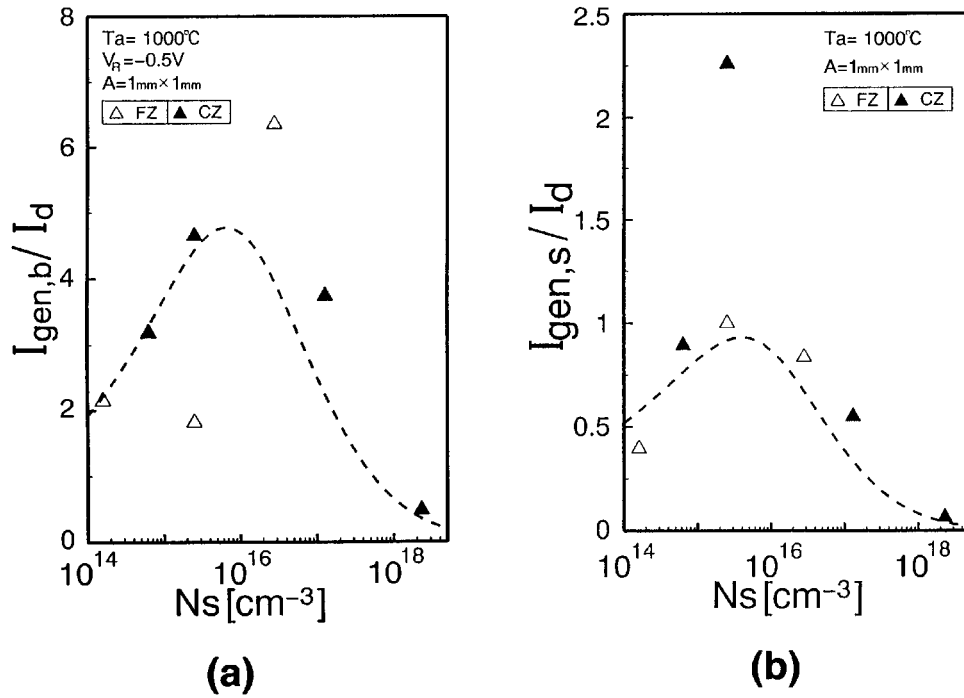 8
6
4
2
0
Ta= 1000℃
V_R=−0.5V
A=1mm×1mm
△ FZ ▲ CZ
I_gen,b / I_d
10^14 10^16 10^18
Ns [cm^−3]
(a)
2.5
2
1.5
1
0.5
0
Ta= 1000℃
A=1mm×1mm
△ FZ ▲ CZ
I_gen,s / I_d
10^14 10^16 10^18
Ns [cm^−3]
(b)